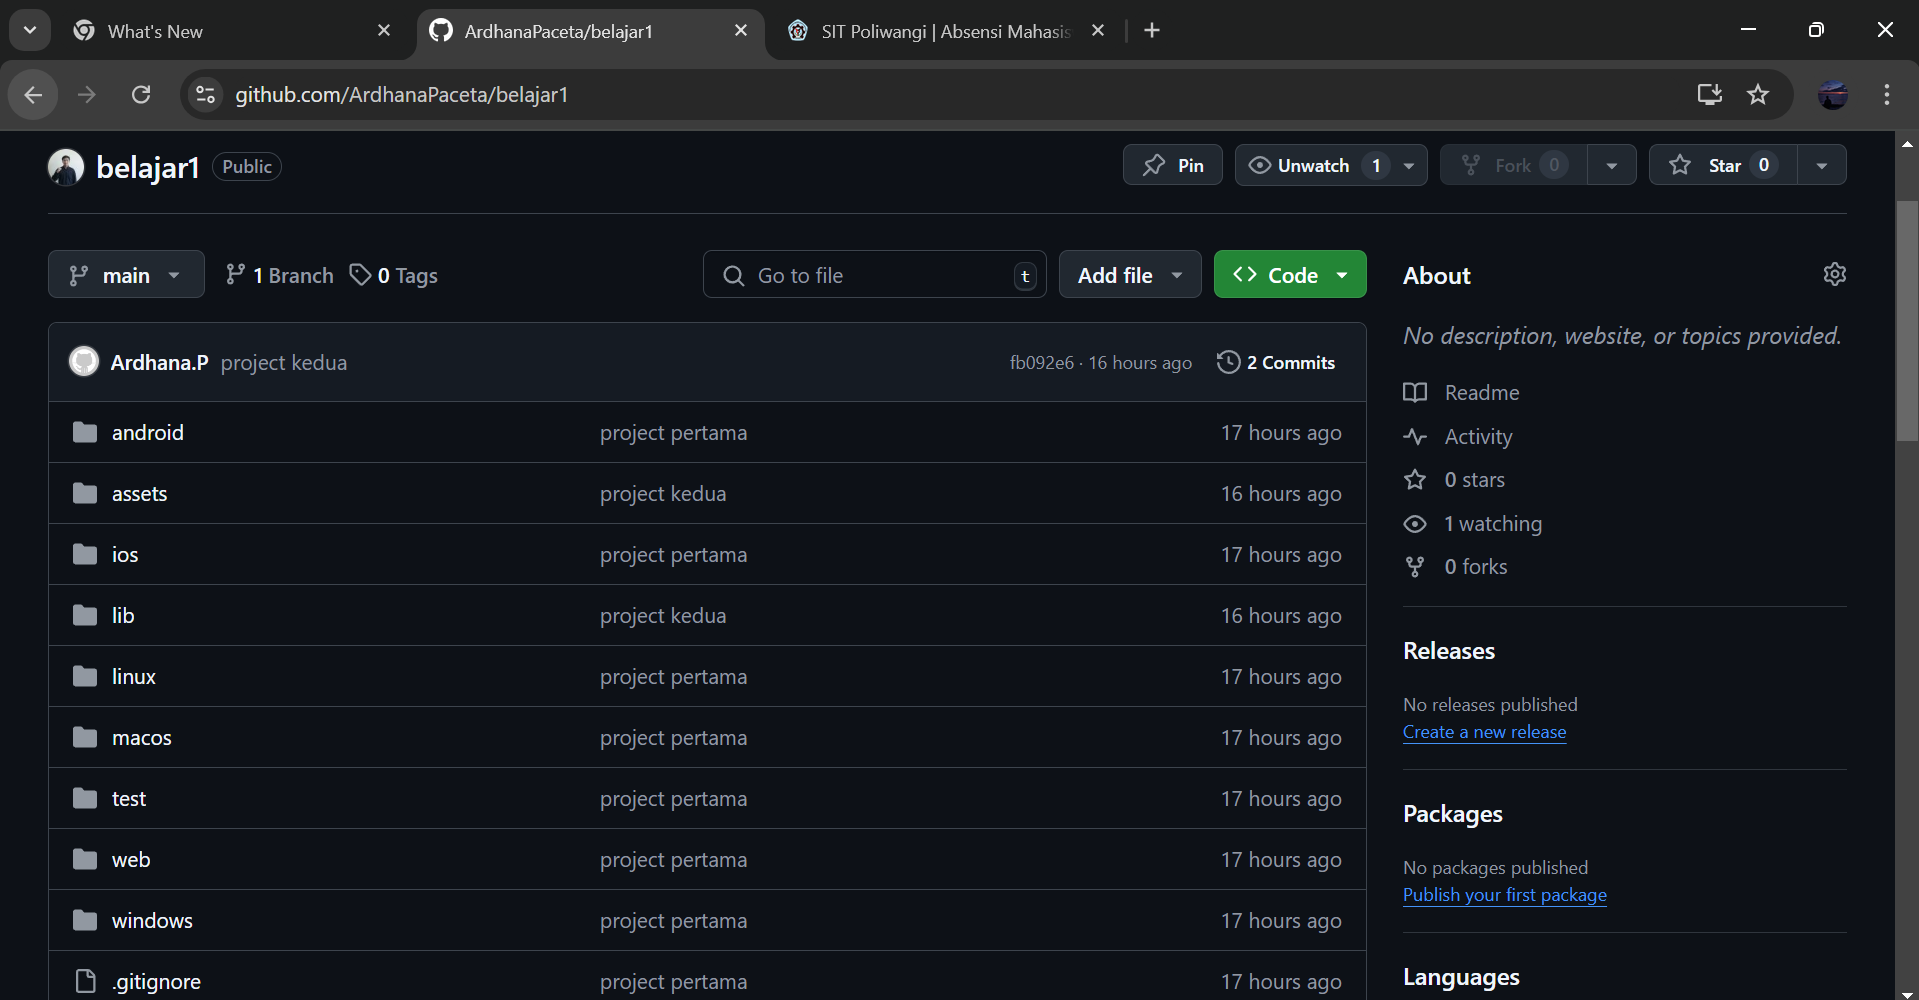 What's New
ArdhanaPaceta/belajar1
SIT Poliwangi | Absensi Mahasis
github.com/ArdhanaPaceta/belajar1
belajar1 Public
Pin
Unwatch 1
Fork 0
Star 0
main
1 Branch
0 Tags
Go to file t
Add file
<> Code
About
No description, website, or topics provided.
Readme
Activity
0 stars
1 watching
0 forks
Releases
No releases published
Create a new release
Packages
No packages published
Publish your first package
Languages
Ardhana.P project kedua fb092e6 · 16 hours ago 2 Commits
android project pertama 17 hours ago
assets project kedua 16 hours ago
ios project pertama 17 hours ago
lib project kedua 16 hours ago
linux project pertama 17 hours ago
macos project pertama 17 hours ago
test project pertama 17 hours ago
web project pertama 17 hours ago
windows project pertama 17 hours ago
.gitignore project pertama 17 hours ago